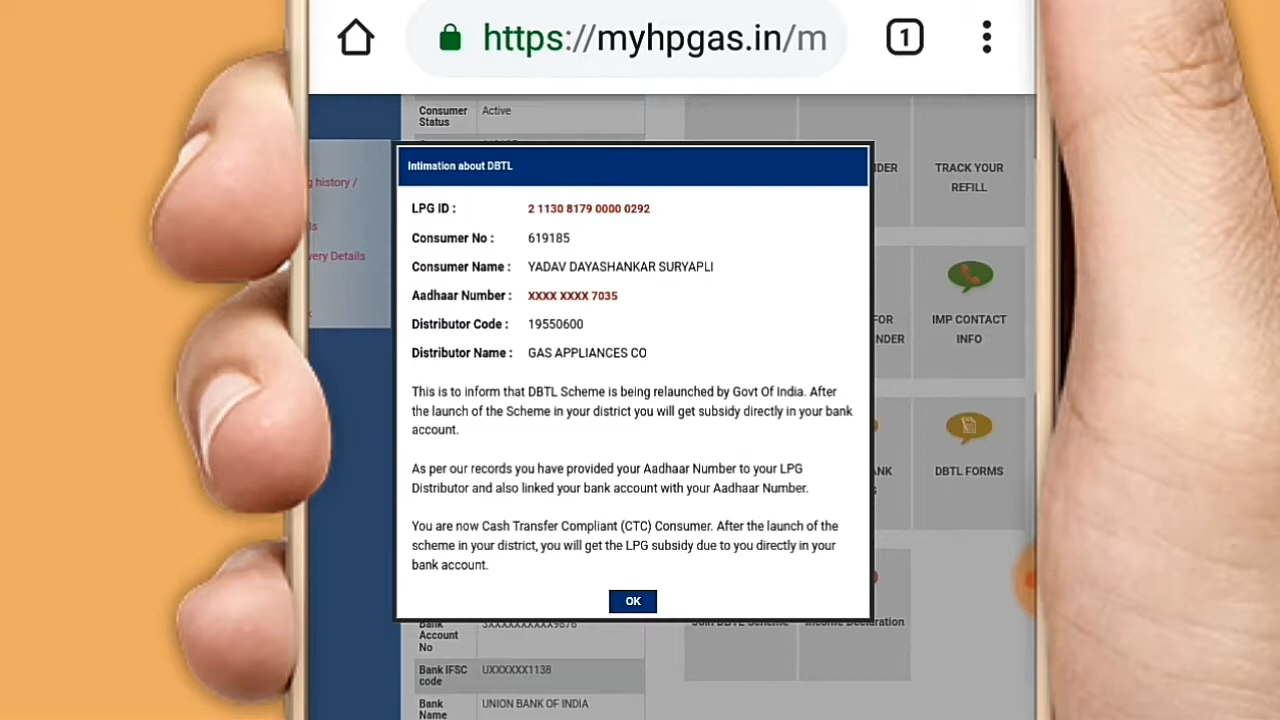 https://myhpgas.in/m
1
Consumer Status
Active
g history /
ls
very Details
Intimation about DBTL
LPG ID : 2 1130 8179 0000 0292
Consumer No : 619185
Consumer Name : YADAV DAYASHANKAR SURYAPLI
Aadhaar Number : XXXX XXXX 7035
Distributor Code : 19550600
Distributor Name : GAS APPLIANCES CO
This is to inform that DBTL Scheme is being relaunched by Govt Of India. After
the launch of the Scheme in your district you will get subsidy directly in your bank
account.
As per our records you have provided your Aadhaar Number to your LPG
Distributor and also linked your bank account with your Aadhaar Number.
You are now Cash Transfer Compliant (CTC) Consumer. After the launch of the
scheme in your district, you will get the LPG subsidy due to you directly in your
bank account.
OK
DER
TRACK YOUR
REFILL
FOR
NDER
IMP CONTACT
INFO
NK
S
DBTL FORMS
Join DBTL Scheme
Income Declaration
Bank
Account
No
3XXXXXXXXXX9676
Bank IFSC
code
UXXXXXX1138
Bank
Name
UNION BANK OF INDIA